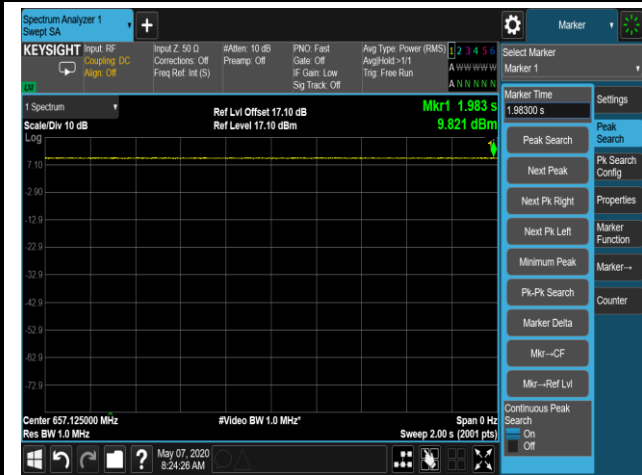 Spectrum Analyzer 1
Swept SA
+
Marker
KEYSIGHT
Input: RF
Coupling: DC
Align: Off
Input Z: 50 Ω
Corrections: Off
Freq Ref: Int (S)
#Atten: 10 dB
Preamp: Off
PNO: Fast
Gate: Off
IF Gain: Low
Sig Track: Off
Avg Type: Power (RMS)
Avg|Hold:>1/1
Trig: Free Run
1 2 3 4 5 6
A W W W W W
A N N N N N
Select Marker
Marker 1
1 Spectrum
Scale/Div 10 dB
Log
Ref Lvl Offset 17.10 dB
Ref Level 17.10 dBm
Mkr1 1.983 s
9.821 dBm
1
7.10
-2.90
-12.9
-22.9
-32.9
-42.9
-52.9
-62.9
-72.9
Center 657.125000 MHz
Res BW 1.0 MHz
#Video BW 1.0 MHz*
Span 0 Hz
Sweep 2.00 s (2001 pts)
Marker Time
1.98300 s
Peak Search
Next Peak
Next Pk Right
Next Pk Left
Minimum Peak
Pk-Pk Search
Marker Delta
Mkr→CF
Mkr→Ref Lvl
Continuous Peak
Search
On
Off
Settings
Peak
Search
Pk Search
Config
Properties
Marker
Function
Marker→
Counter
?
May 07, 2020
8:24:26 AM